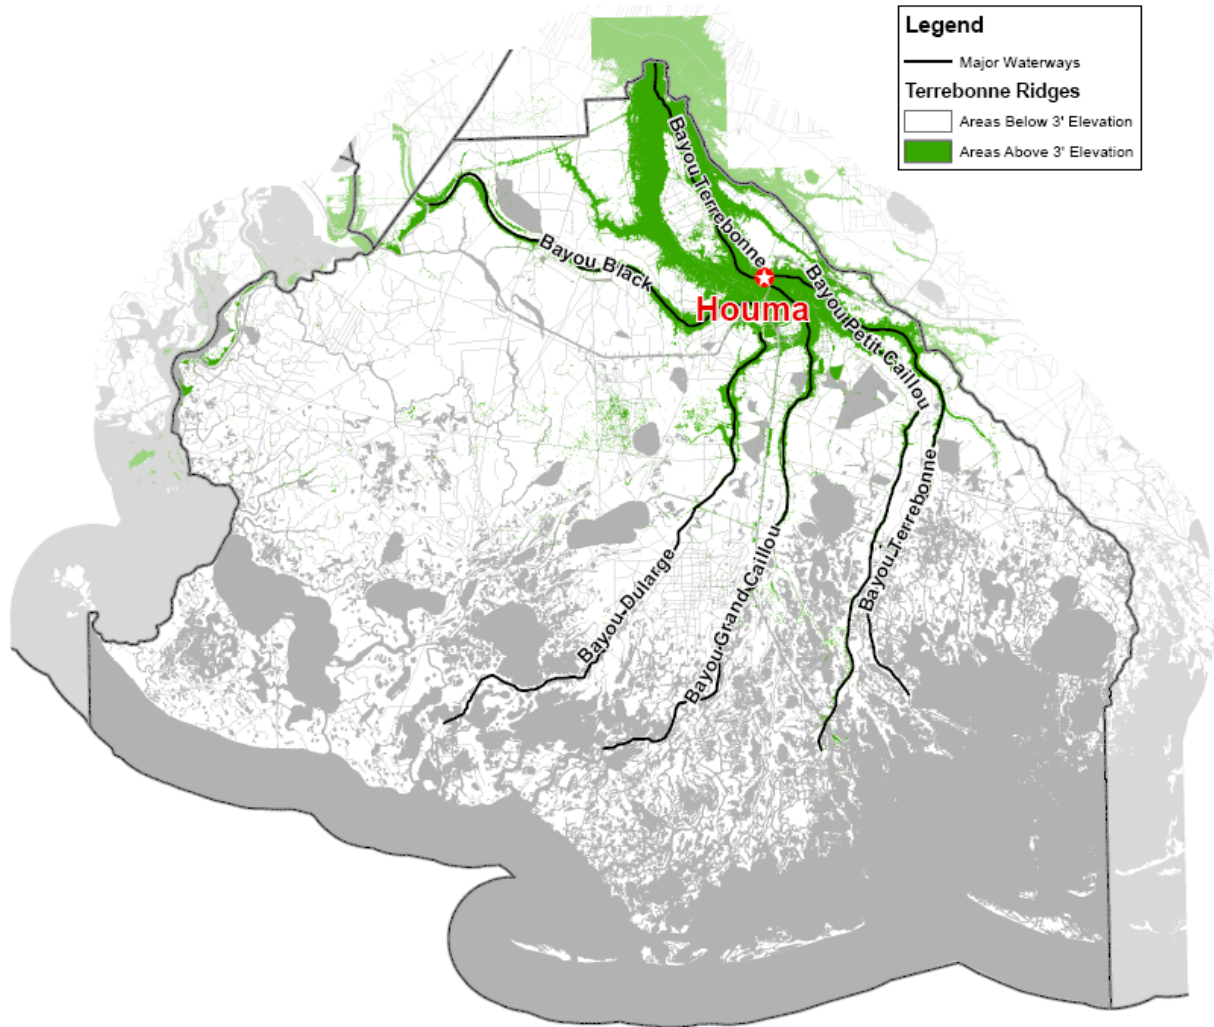 Legend
Major Waterways
Terrebonne Ridges
Areas Below 3' Elevation
Areas Above 3' Elevation
Bayou Terrebonne
Bayou Black
Houma
Bayou Petit Caillou
Bayou Dularge
Bayou Grand Caillou
Bayou Terrebonne